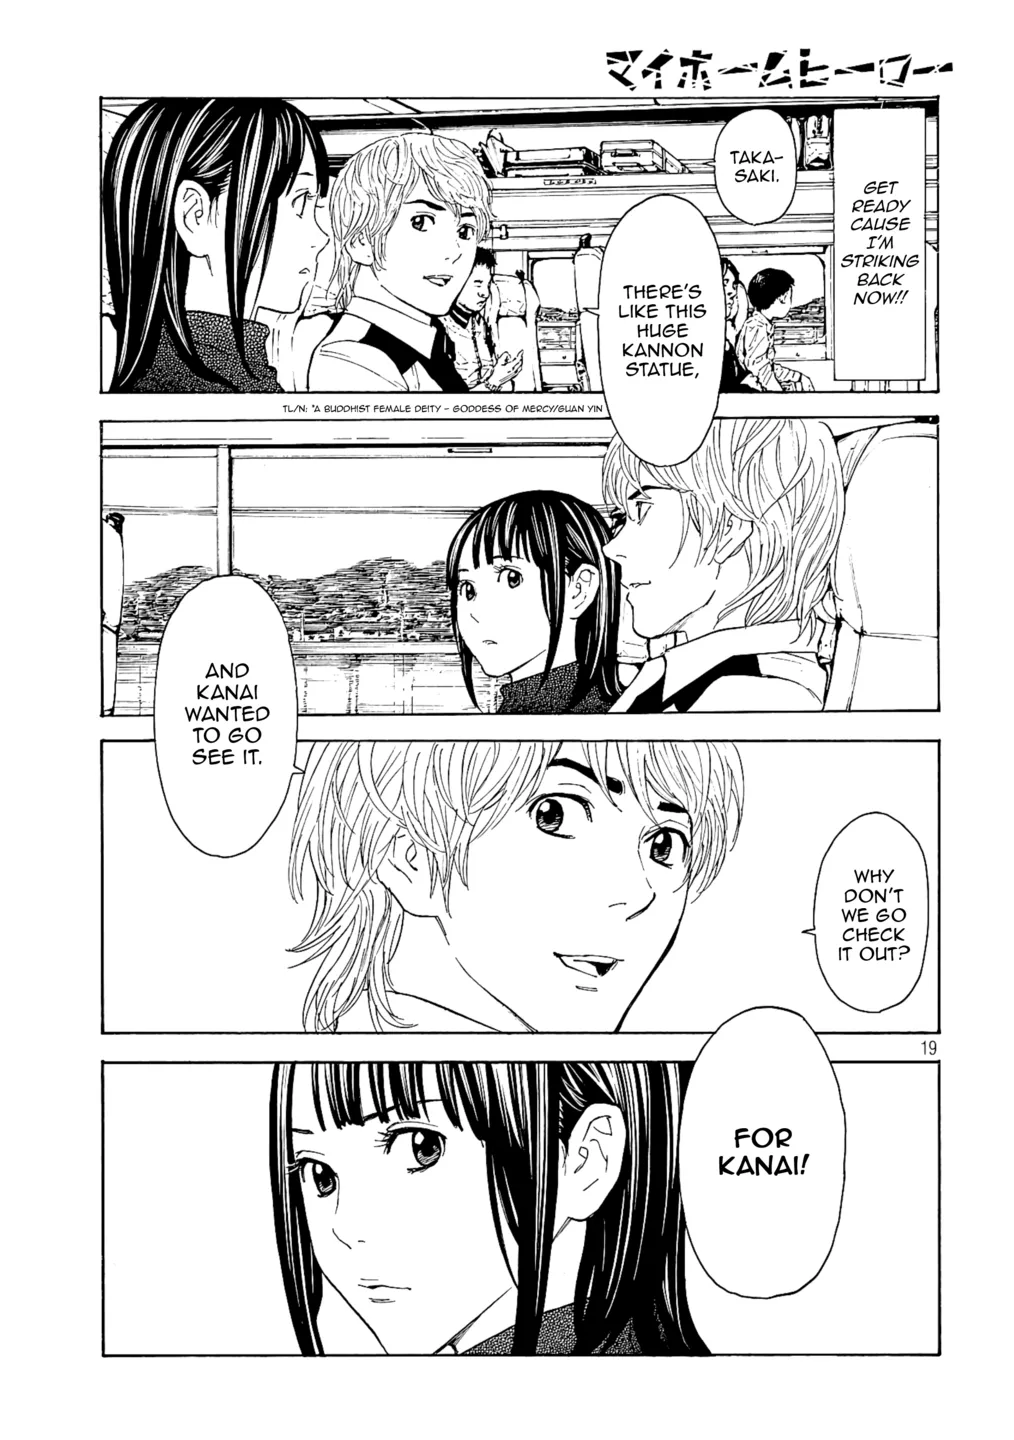 マイホームヒーロー
GET
READY
CAUSE
I'M
STRIKING
BACK
NOW!!
TAKA-
SAKI.
THERE'S
LIKE THIS
HUGE
KANNON
STATUE,
TL/N: *A BUDDHIST FEMALE DEITY - GODDESS OF MERCY/GUAN YIN
AND
KANAI
WANTED
TO GO
SEE IT.
WHY
DON'T
WE GO
CHECK
IT OUT?
19
FOR
KANAI!